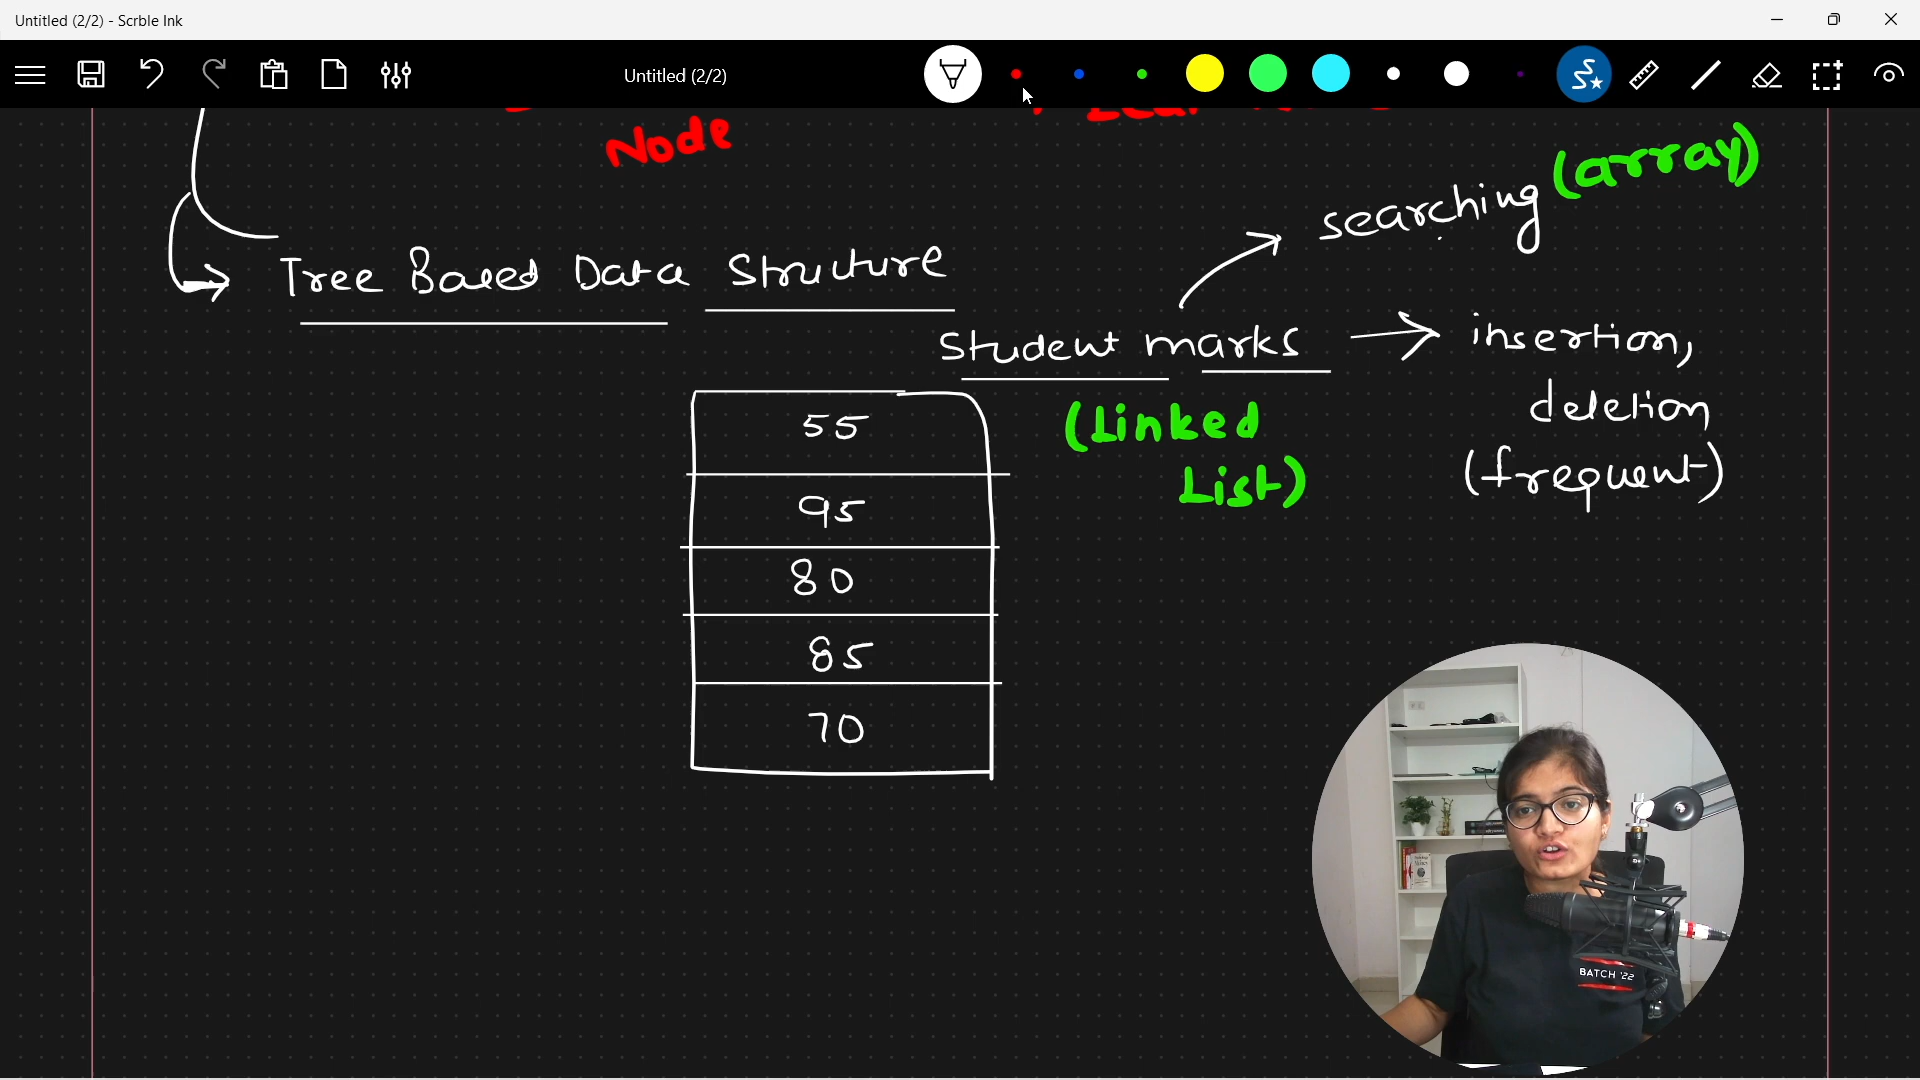 Untitled (2/2) - Scrble Ink
Untitled (2/2)
Node
(array)
searching
Tree Based Data Structure
Student marks
insertion,
deletion
(frequent)
(Linked
List)
55
95
80
85
70
BATCH '22